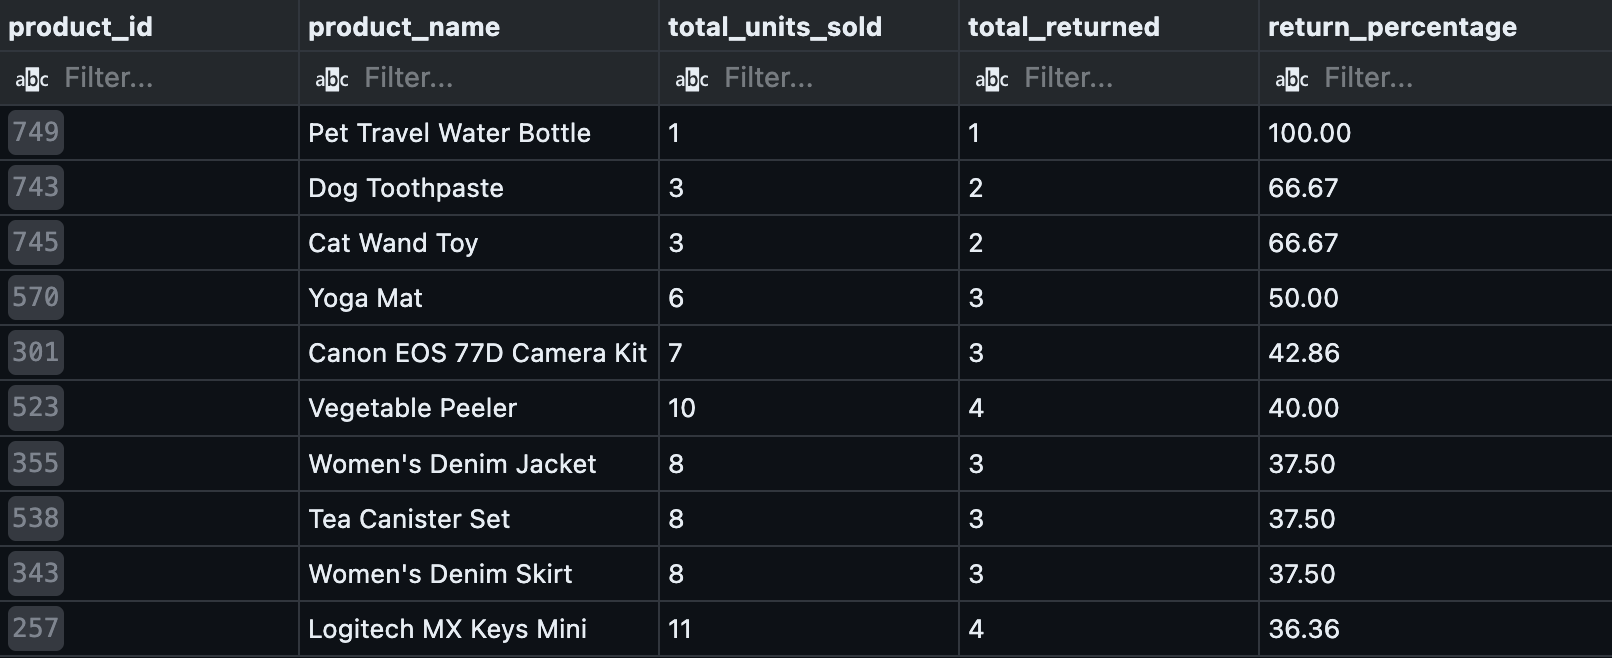 product_id product_name total_units_sold total_returned return_percentage
abc Filter... abc Filter... abc Filter... abc Filter... abc Filter...
749 Pet Travel Water Bottle 1 1 100.00
743 Dog Toothpaste 3 2 66.67
745 Cat Wand Toy 3 2 66.67
570 Yoga Mat 6 3 50.00
301 Canon EOS 77D Camera Kit 7 3 42.86
523 Vegetable Peeler 10 4 40.00
355 Women's Denim Jacket 8 3 37.50
538 Tea Canister Set 8 3 37.50
343 Women's Denim Skirt 8 3 37.50
257 Logitech MX Keys Mini 11 4 36.36